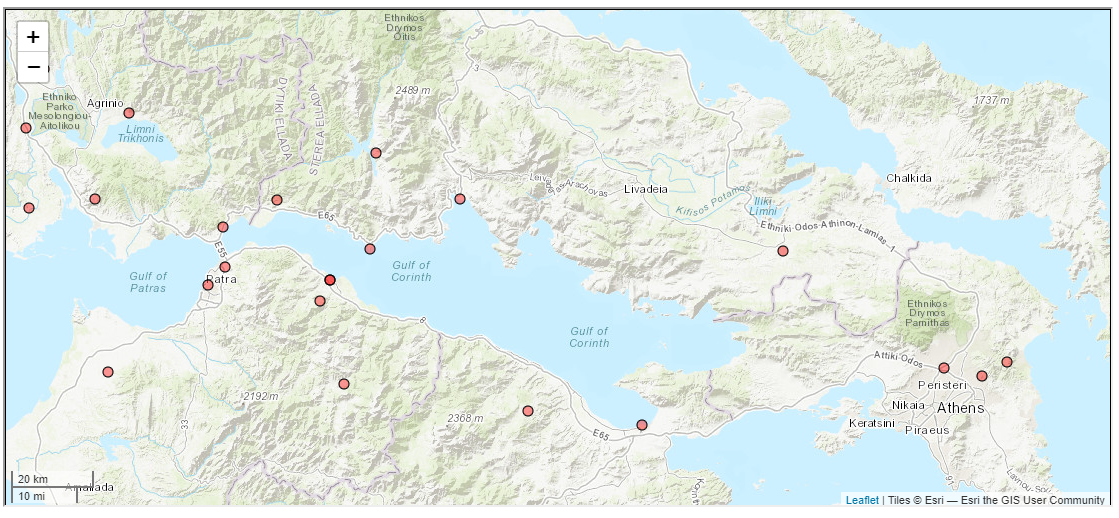 +
−
Ethnikos
Drymos
Oitis
3
2489 m
1737 m
Ethniko
Parko
Mesolongiou-
Aitolikou
Agrinio
Limni
Trikhonis
DYTIKI ELLADA
STEREA ELLADA
Chalkida
Livadeia
Arachovas
Kifisos Potamos
Iliki
Limni
Ethniki-Odos-Athinon-Lamias-1
E65
E55
Gulf of
Patras
Patra
Gulf of
Corinth
Gulf of
Corinth
8
Ethnikos
Drymos
Parnithas
Attiki-Odos
Peristeri
Nikaia
Athens
Keratsini
Piraeus
2192 m
2368 m
33
E65
91
20 km
10 mi
Leaflet | Tiles © Esri — Esri the GIS User Community